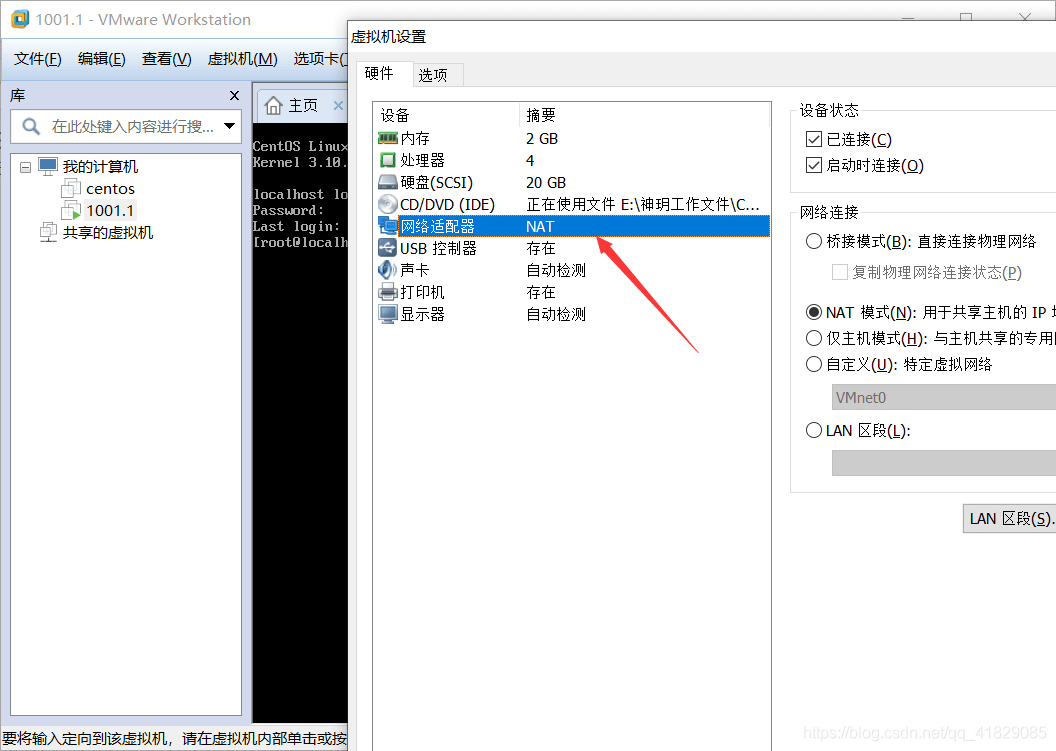 1001.1 - VMware Workstation
文件(F) 编辑(E) 查看(V) 虚拟机(M) 选项卡(
库
在此处键入内容进行搜...
我的计算机
centos
1001.1
共享的虚拟机
主页
CentOS Linux
Kernel 3.10.
localhost lo
Password:
Last login:
[root@localh
要将输入定向到该虚拟机，请在虚拟机内部单击或按
虚拟机设置
硬件 选项
设备 摘要
内存 2 GB
处理器 4
硬盘(SCSI) 20 GB
CD/DVD (IDE) 正在使用文件 E:\神玥工作文件\C...
网络适配器 NAT
USB 控制器 存在
声卡 自动检测
打印机 存在
显示器 自动检测
设备状态
已连接(C)
启动时连接(O)
网络连接
桥接模式(B): 直接连接物理网络
复制物理网络连接状态(P)
NAT 模式(N): 用于共享主机的 IP
仅主机模式(H): 与主机共享的专用
自定义(U): 特定虚拟网络
VMnet0
LAN 区段(L):
LAN 区段(S).
https://blog.csdn.net/qq_41829085